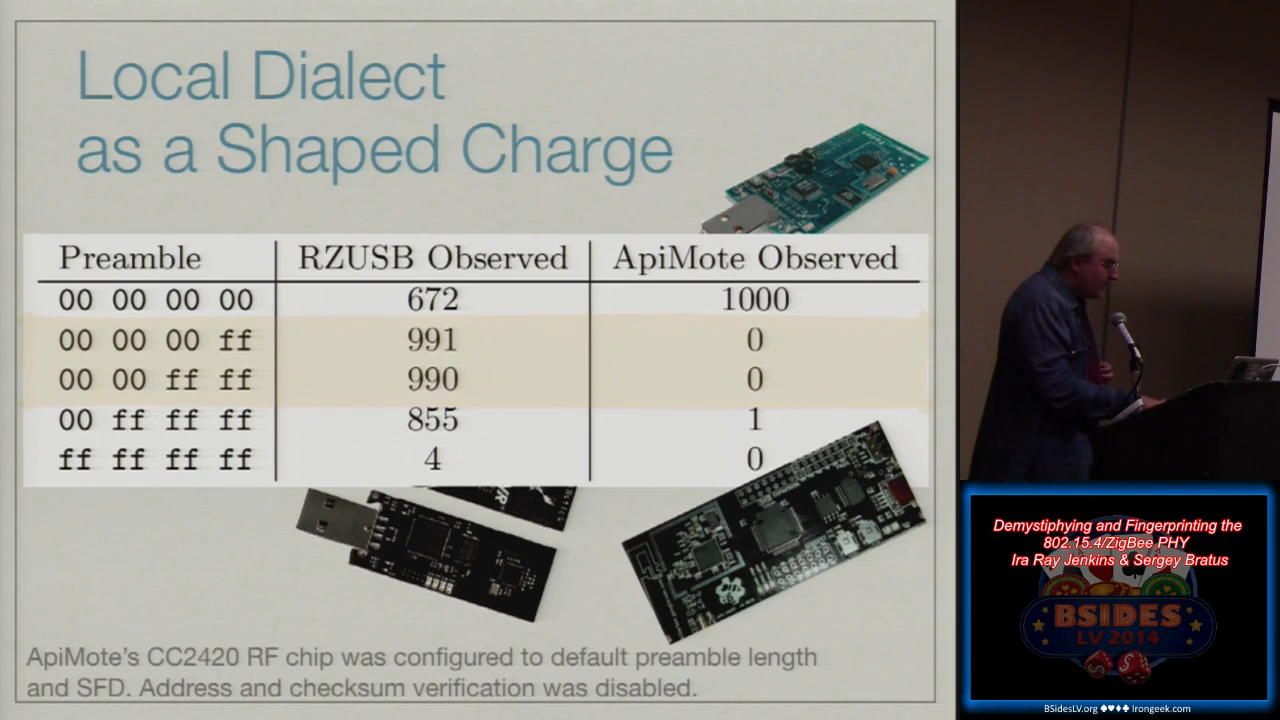 Local Dialect
as a Shaped Charge
Preamble RZUSB Observed ApiMote Observed
00 00 00 00 672 1000
00 00 00 ff 991 0
00 00 ff ff 990 0
00 ff ff ff 855 1
ff ff ff ff 4 0
ApiMote's CC2420 RF chip was configured to default preamble length
and SFD. Address and checksum verification was disabled.
Demystiphying and Fingerprinting the
802.15.4/ZigBee PHY
Ira Ray Jenkins & Sergey Bratus
BSIDES
LV 2014
BSidesLV.org ♠♥♦♣ Irongeek.com